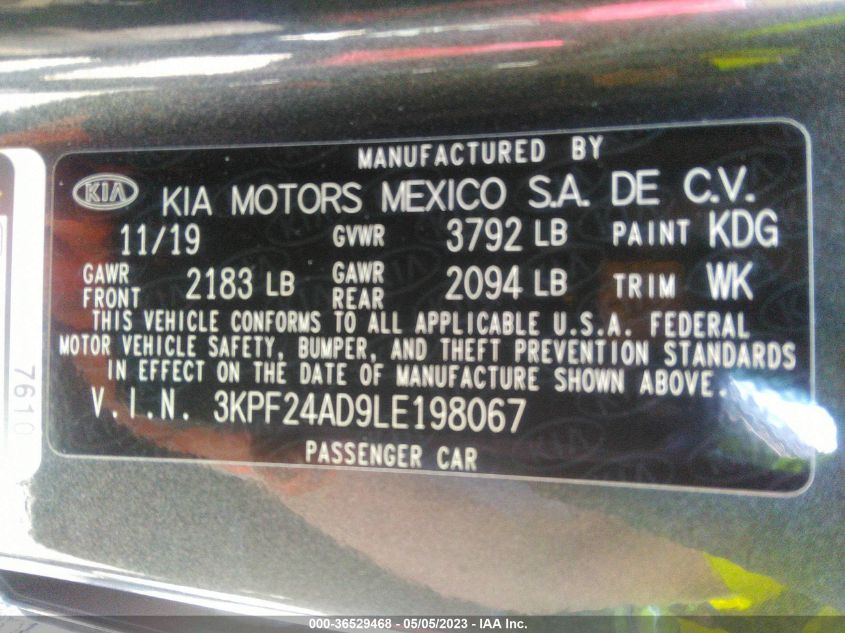 MANUFACTURED BY
KIA KIA MOTORS MEXICO S.A. DE C.V.
11/19 GVWR 3792 LB PAINT KDG
GAWR FRONT 2183 LB GAWR REAR 2094 LB TRIM WK
THIS VEHICLE CONFORMS TO ALL APPLICABLE U.S.A. FEDERAL
MOTOR VEHICLE SAFETY, BUMPER, AND THEFT PREVENTION STANDARDS
IN EFFECT ON THE DATE OF MANUFACTURE SHOWN ABOVE.
V.I.N. 3KPF24AD9LE198067
PASSENGER CAR
7610
000-36529468 - 05/05/2023 - IAA Inc.